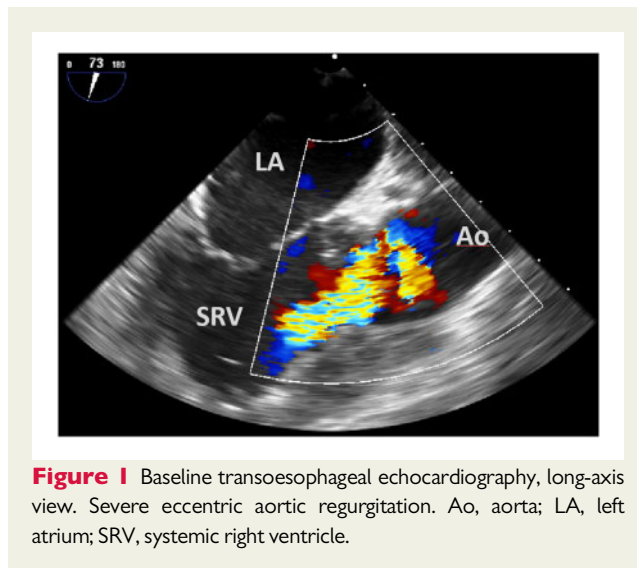 0 73 180
LA
Ao
SRV
Figure 1 Baseline transoesophageal echocardiography, long-axis
view. Severe eccentric aortic regurgitation. Ao, aorta; LA, left
atrium; SRV, systemic right ventricle.